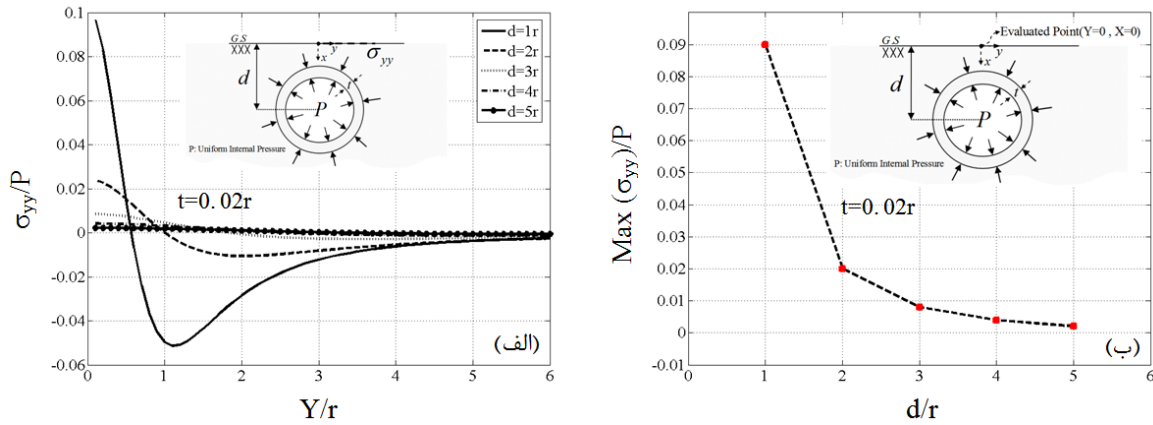 0.1
0.08
0.06
0.04
0.02
0
-0.02
-0.04
-0.06
σyy/P
0 1 2 3 4 5 6
Y/r
d=1r
d=2r
d=3r
d=4r
d=5r
G.S
XXX
y
x
σyy
d
t
P
P: Uniform Internal Pressure
t=0.02r
(الف)
0.09
0.08
0.07
0.06
0.05
0.04
0.03
0.02
0.01
0
-0.01
Max (σyy)/P
0 1 2 3 4 5 6
d/r
Evaluated Point(Y=0 , X=0)
G.S
XXX
y
x
d
t
P
P: Uniform Internal Pressure
t=0.02r
(ب)